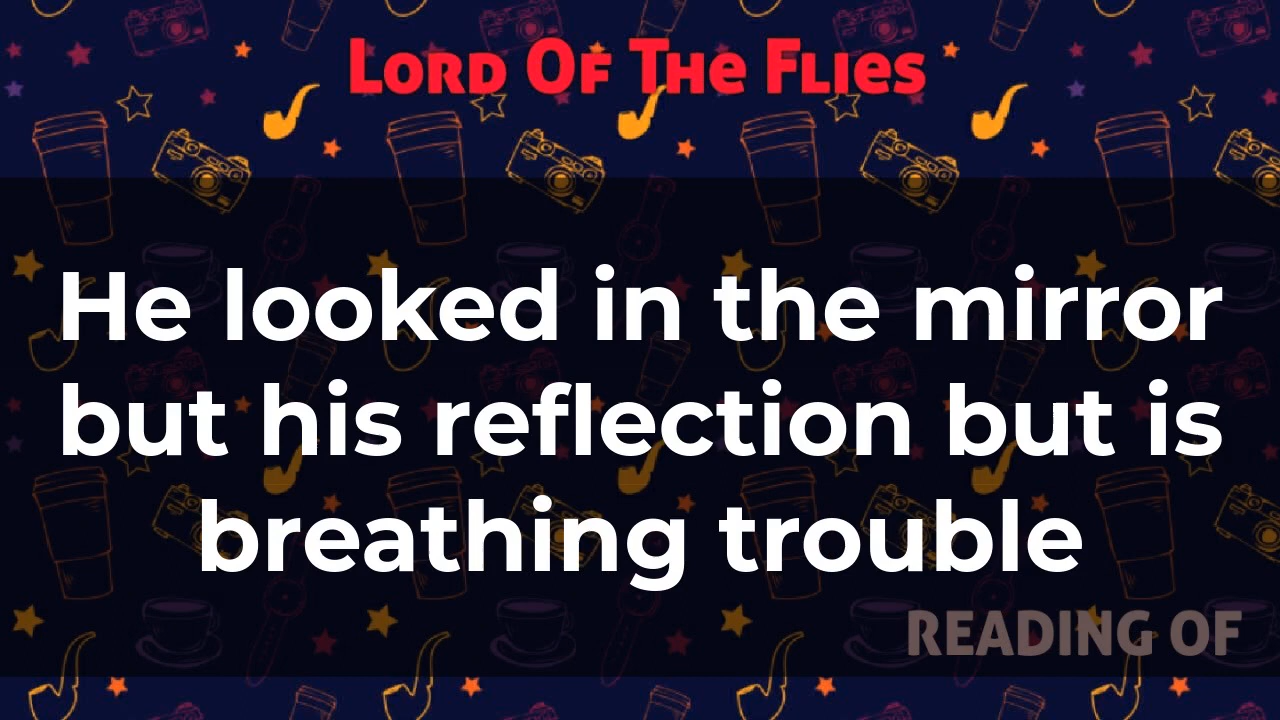 Lord Of The Flies
He looked in the mirror
but his reflection but is
breathing trouble
READING OF